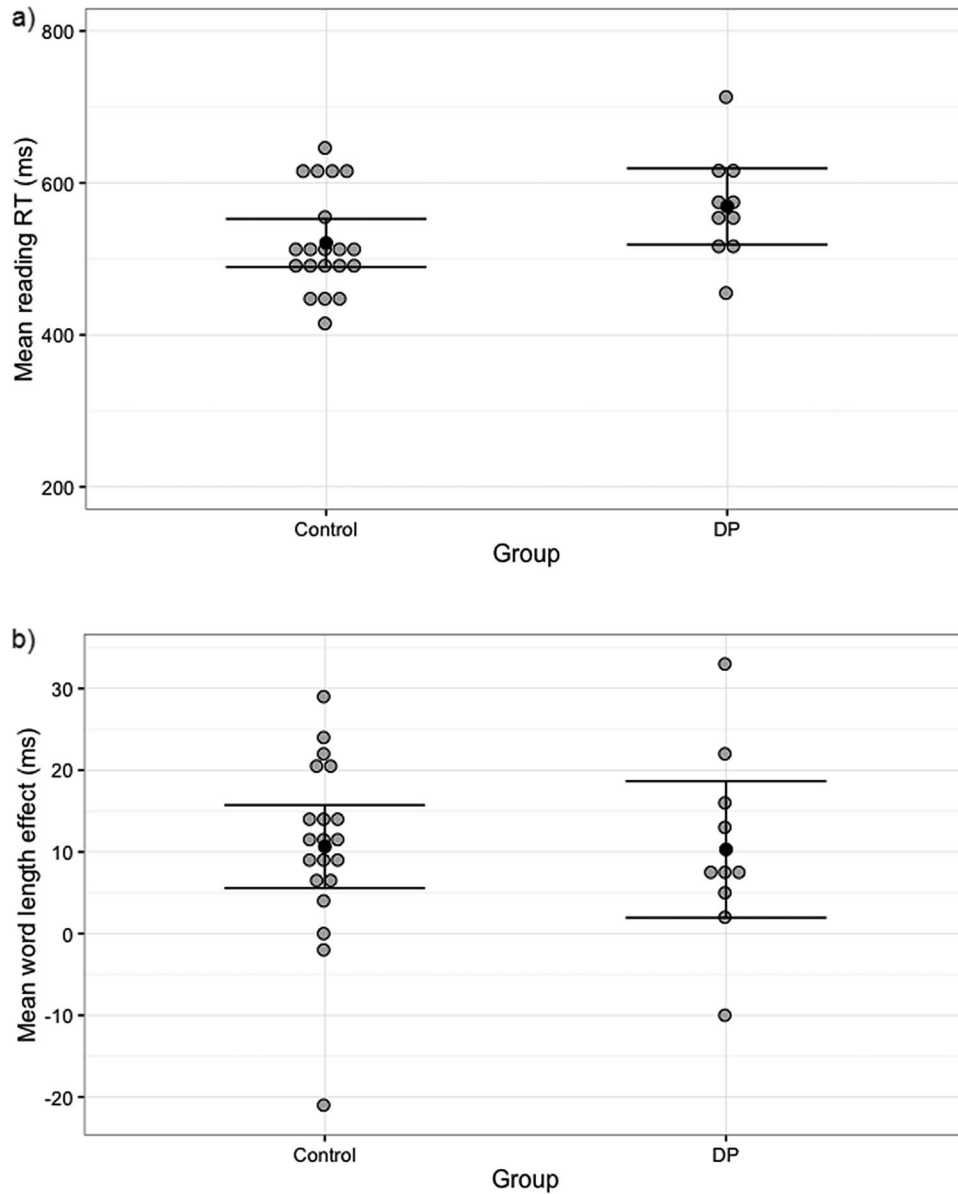 a)
800
600
400
200
Mean reading RT (ms)
Control DP
Group
b)
30
20
10
0
-10
-20
Mean word length effect (ms)
Control DP
Group